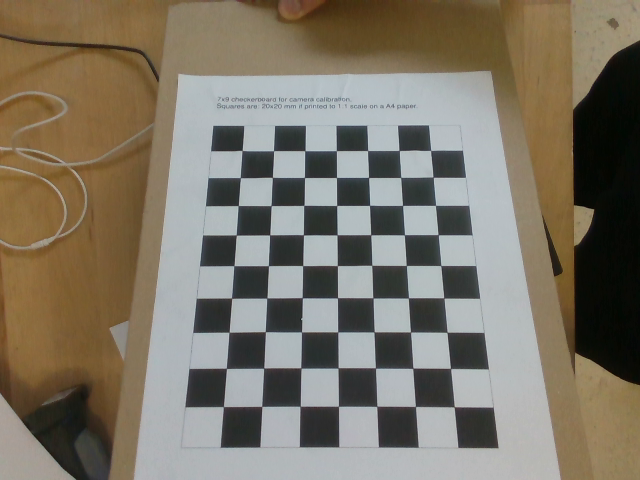 7x9 checkerboard for camera calibration.
Squares are: 20x20 mm if printed to 1:1 scale on a A4 paper.